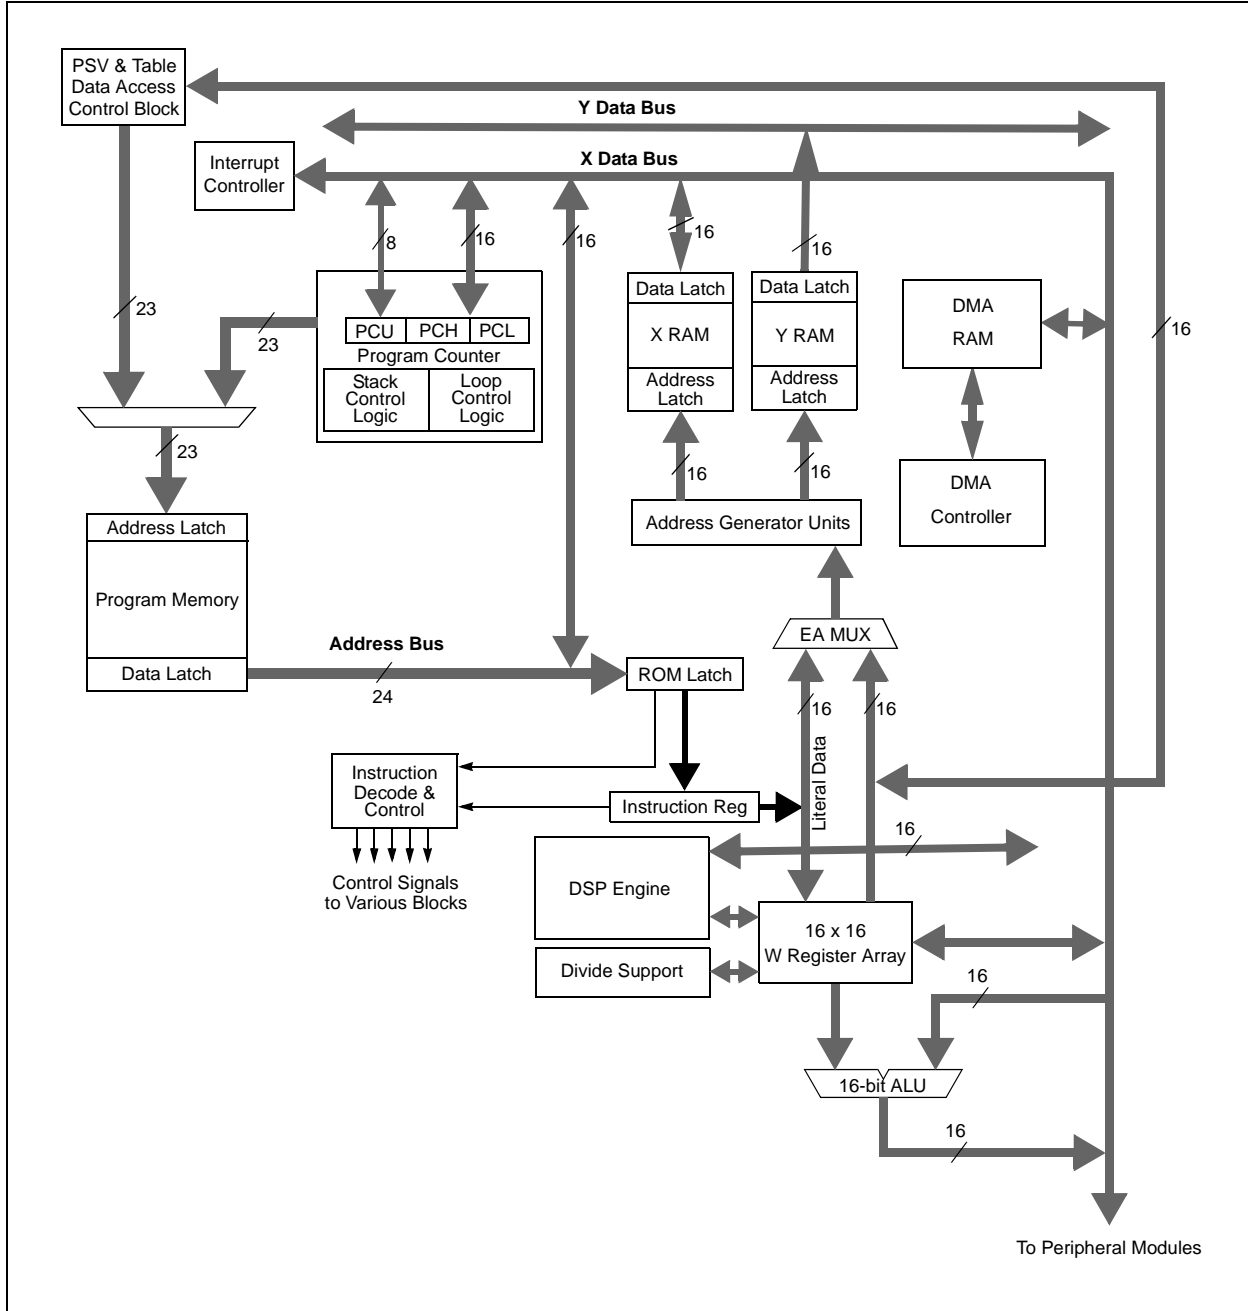 PSV & Table
Data Access
Control Block
Y Data Bus
X Data Bus
Interrupt
Controller
8
16
16
16
16
23
23
16
PCU
PCH
PCL
Program Counter
Stack
Control
Logic
Loop
Control
Logic
Data Latch
X RAM
Address
Latch
Data Latch
Y RAM
Address
Latch
DMA
RAM
23
16
16
DMA
Controller
Address Generator Units
Address Latch
Program Memory
Data Latch
Address Bus
24
EA MUX
ROM Latch
16
16
Literal Data
Instruction
Decode &
Control
Instruction Reg
Control Signals
to Various Blocks
16
DSP Engine
16 x 16
W Register Array
Divide Support
16
16-bit ALU
16
To Peripheral Modules